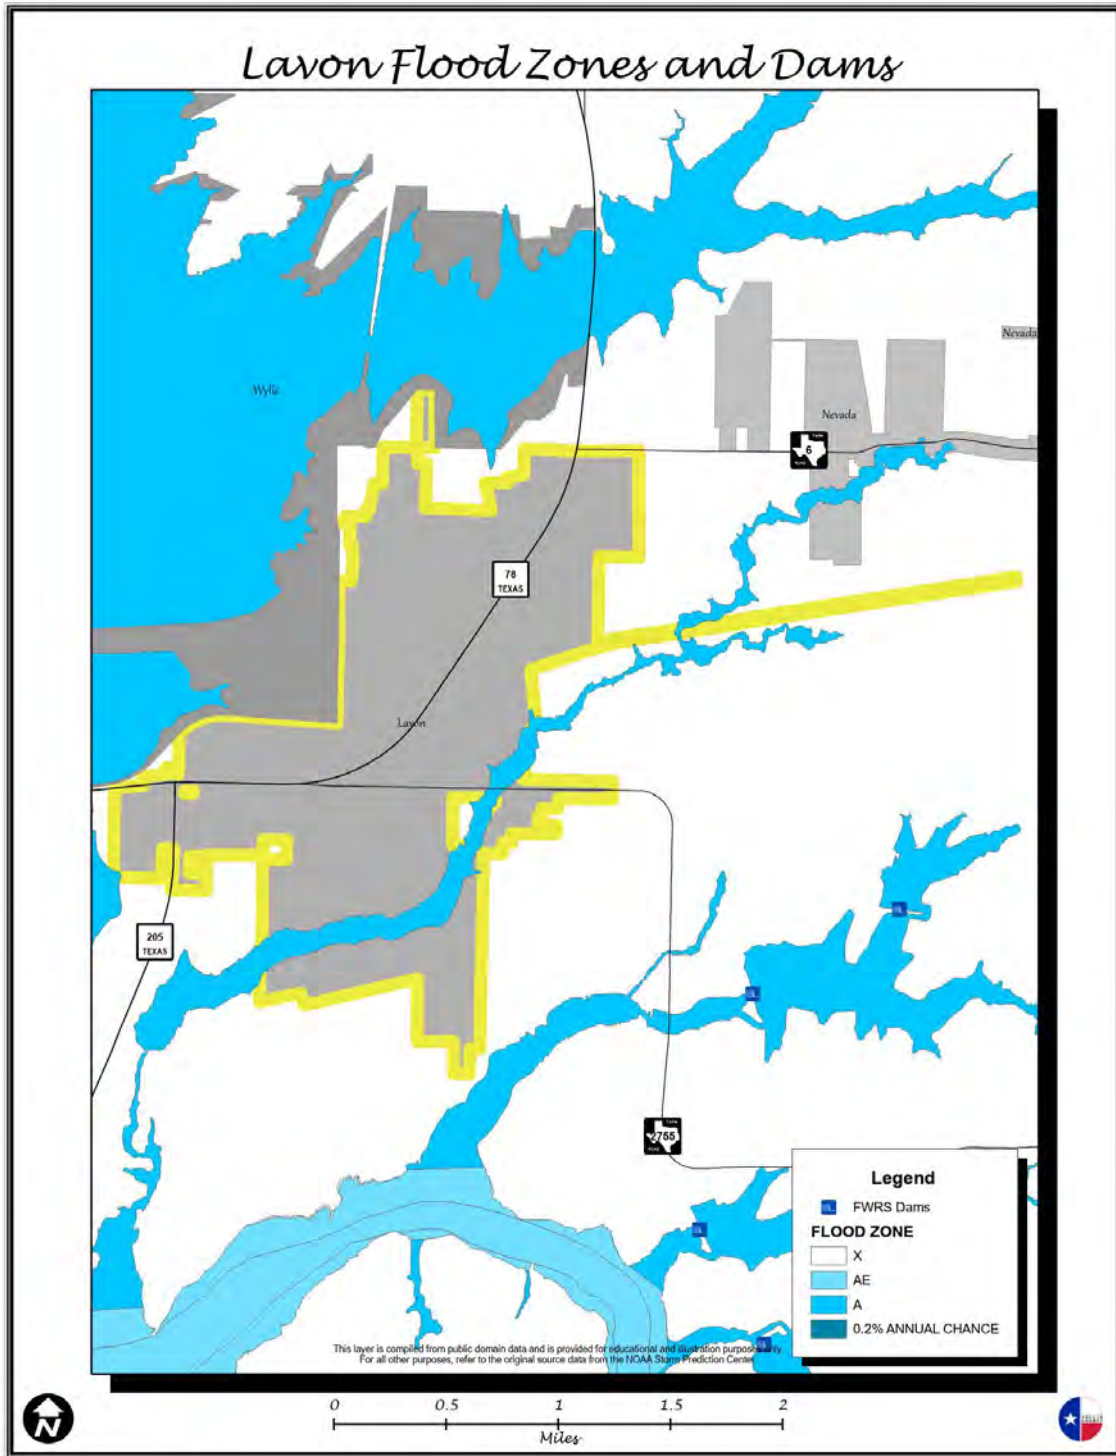 Lavon Flood Zones and Dams
Nevada
Wylie
Nevada
6
78
TEXAS
Lavon
205
TEXAS
2755
Legend
FWRS Dams
FLOOD ZONE
X
AE
A
0.2% ANNUAL CHANCE
This layer is compiled from public domain data and is provided for educational and illustration purposes only
For all other purposes, refer to the original source data from the NOAA Storm Prediction Center
N
0 0.5 1 1.5 2
Miles